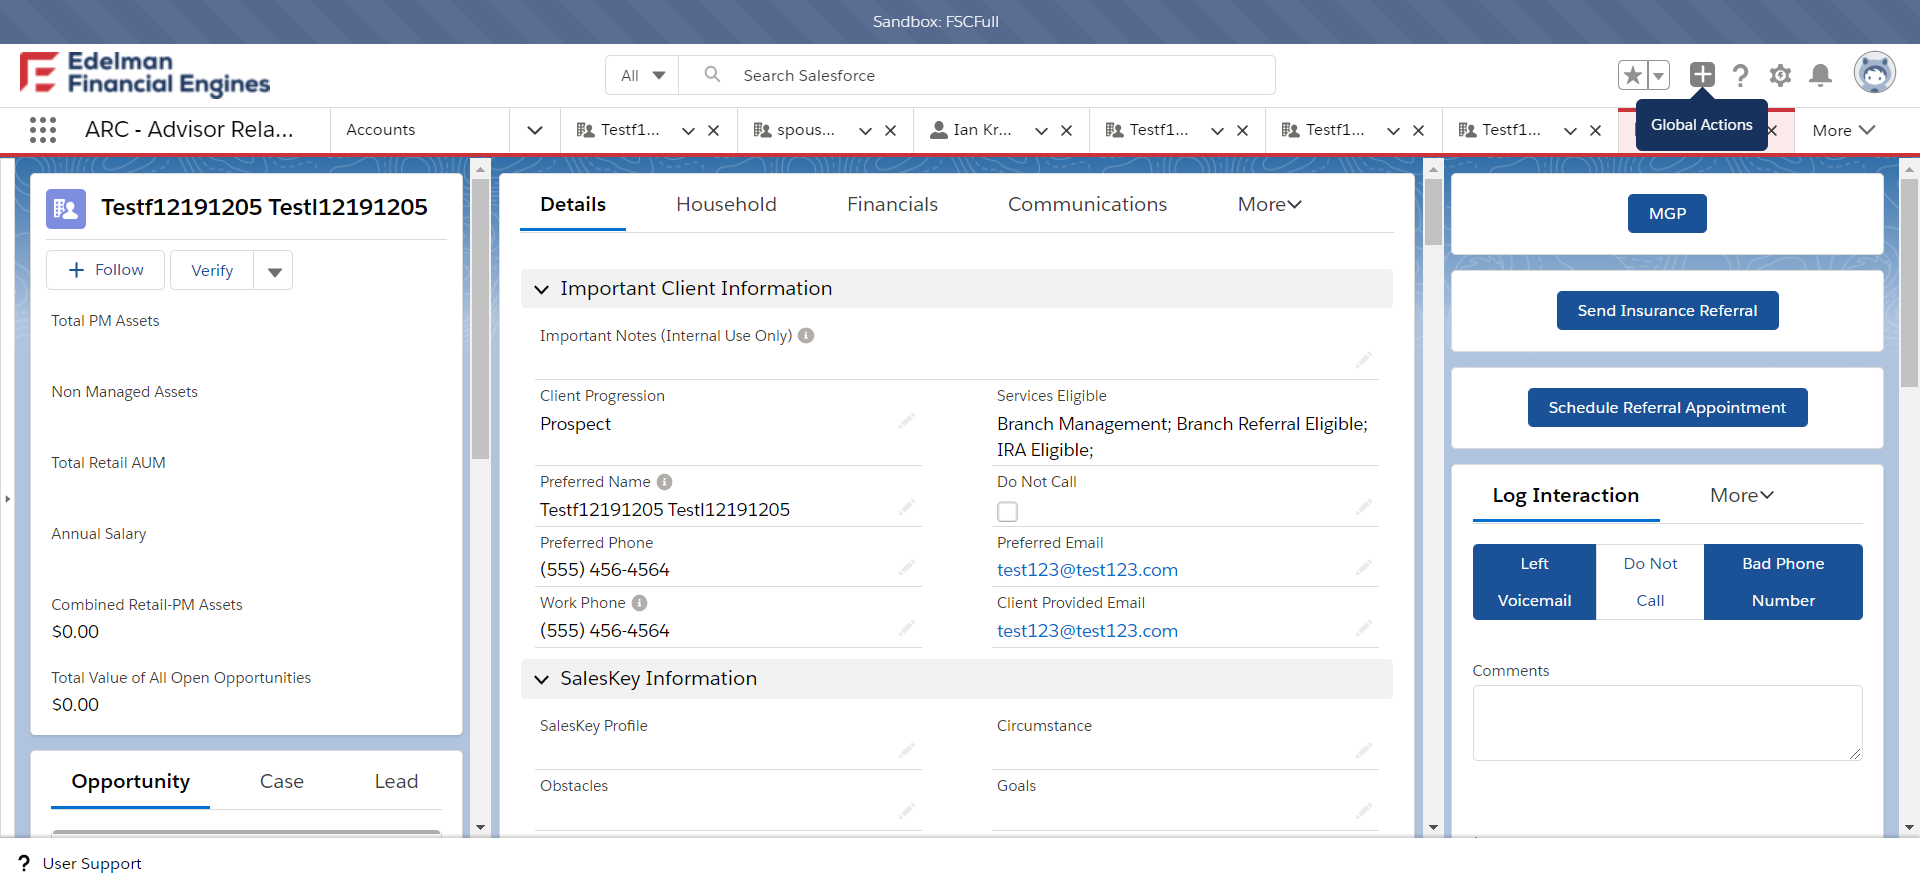 Sandbox: FSCFull
Edelman
Financial Engines
All
Search Salesforce
Global Actions
ARC - Advisor Rela...
Accounts
Testf1...
spous...
Ian Kr...
Testf1...
Testf1...
Testf1...
More
Testf12191205 Testl12191205
Follow
Verify
Total PM Assets
Non Managed Assets
Total Retail AUM
Annual Salary
Combined Retail-PM Assets
$0.00
Total Value of All Open Opportunities
$0.00
Opportunity
Case
Lead
Details
Household
Financials
Communications
More
Important Client Information
Important Notes (Internal Use Only)
Client Progression
Prospect
Services Eligible
Branch Management; Branch Referral Eligible;
IRA Eligible;
Preferred Name
Testf12191205 Testl12191205
Do Not Call
Preferred Phone
(555) 456-4564
Preferred Email
test123@test123.com
Work Phone
(555) 456-4564
Client Provided Email
test123@test123.com
SalesKey Information
SalesKey Profile
Circumstance
Obstacles
Goals
MGP
Send Insurance Referral
Schedule Referral Appointment
Log Interaction
More
Left
Voicemail
Do Not
Call
Bad Phone
Number
Comments
? User Support